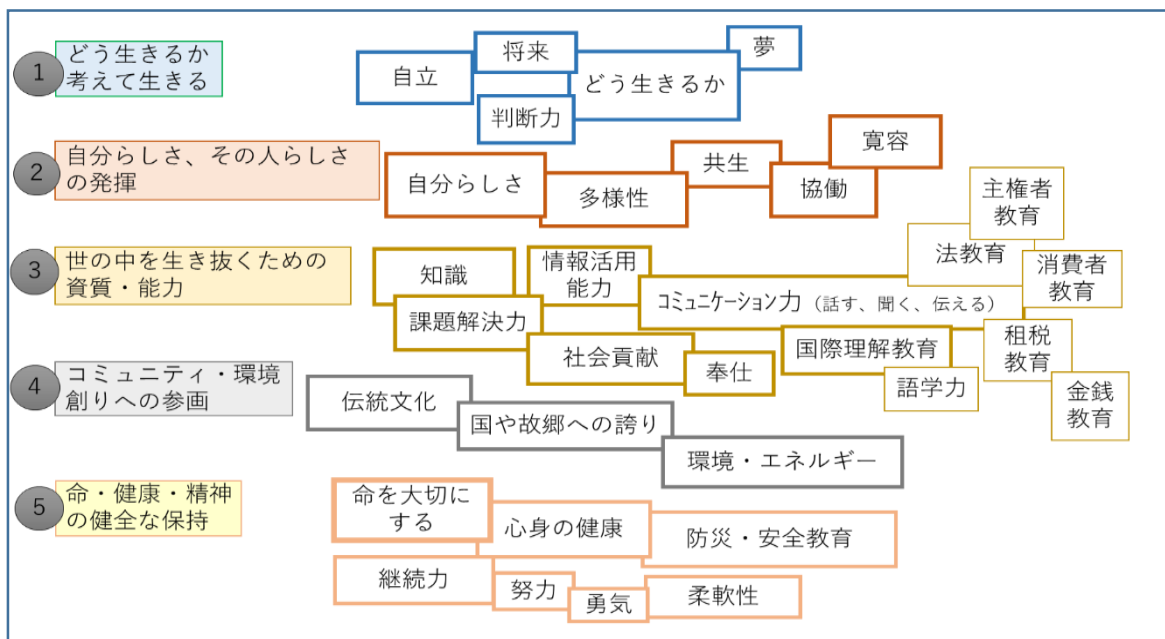 1
どう生きるか
考えて生きる
自立
将来
判断力
どう生きるか
夢
2
自分らしさ、その人らしさ
の発揮
自分らしさ
多様性
共生
協働
寛容
3
世の中を生き抜くための
資質・能力
知識
課題解決力
情報活用
能力
社会貢献
奉仕
コミュニケーション力（話す、聞く、伝える）
国際理解教育
語学力
法教育
主権者
教育
消費者
教育
租税
教育
金銭
教育
4
コミュニティ・環境
創りへの参画
伝統文化
国や故郷への誇り
環境・エネルギー
5
命・健康・精神
の健全な保持
命を大切に
する
心身の健康
防災・安全教育
継続力
努力
勇気
柔軟性